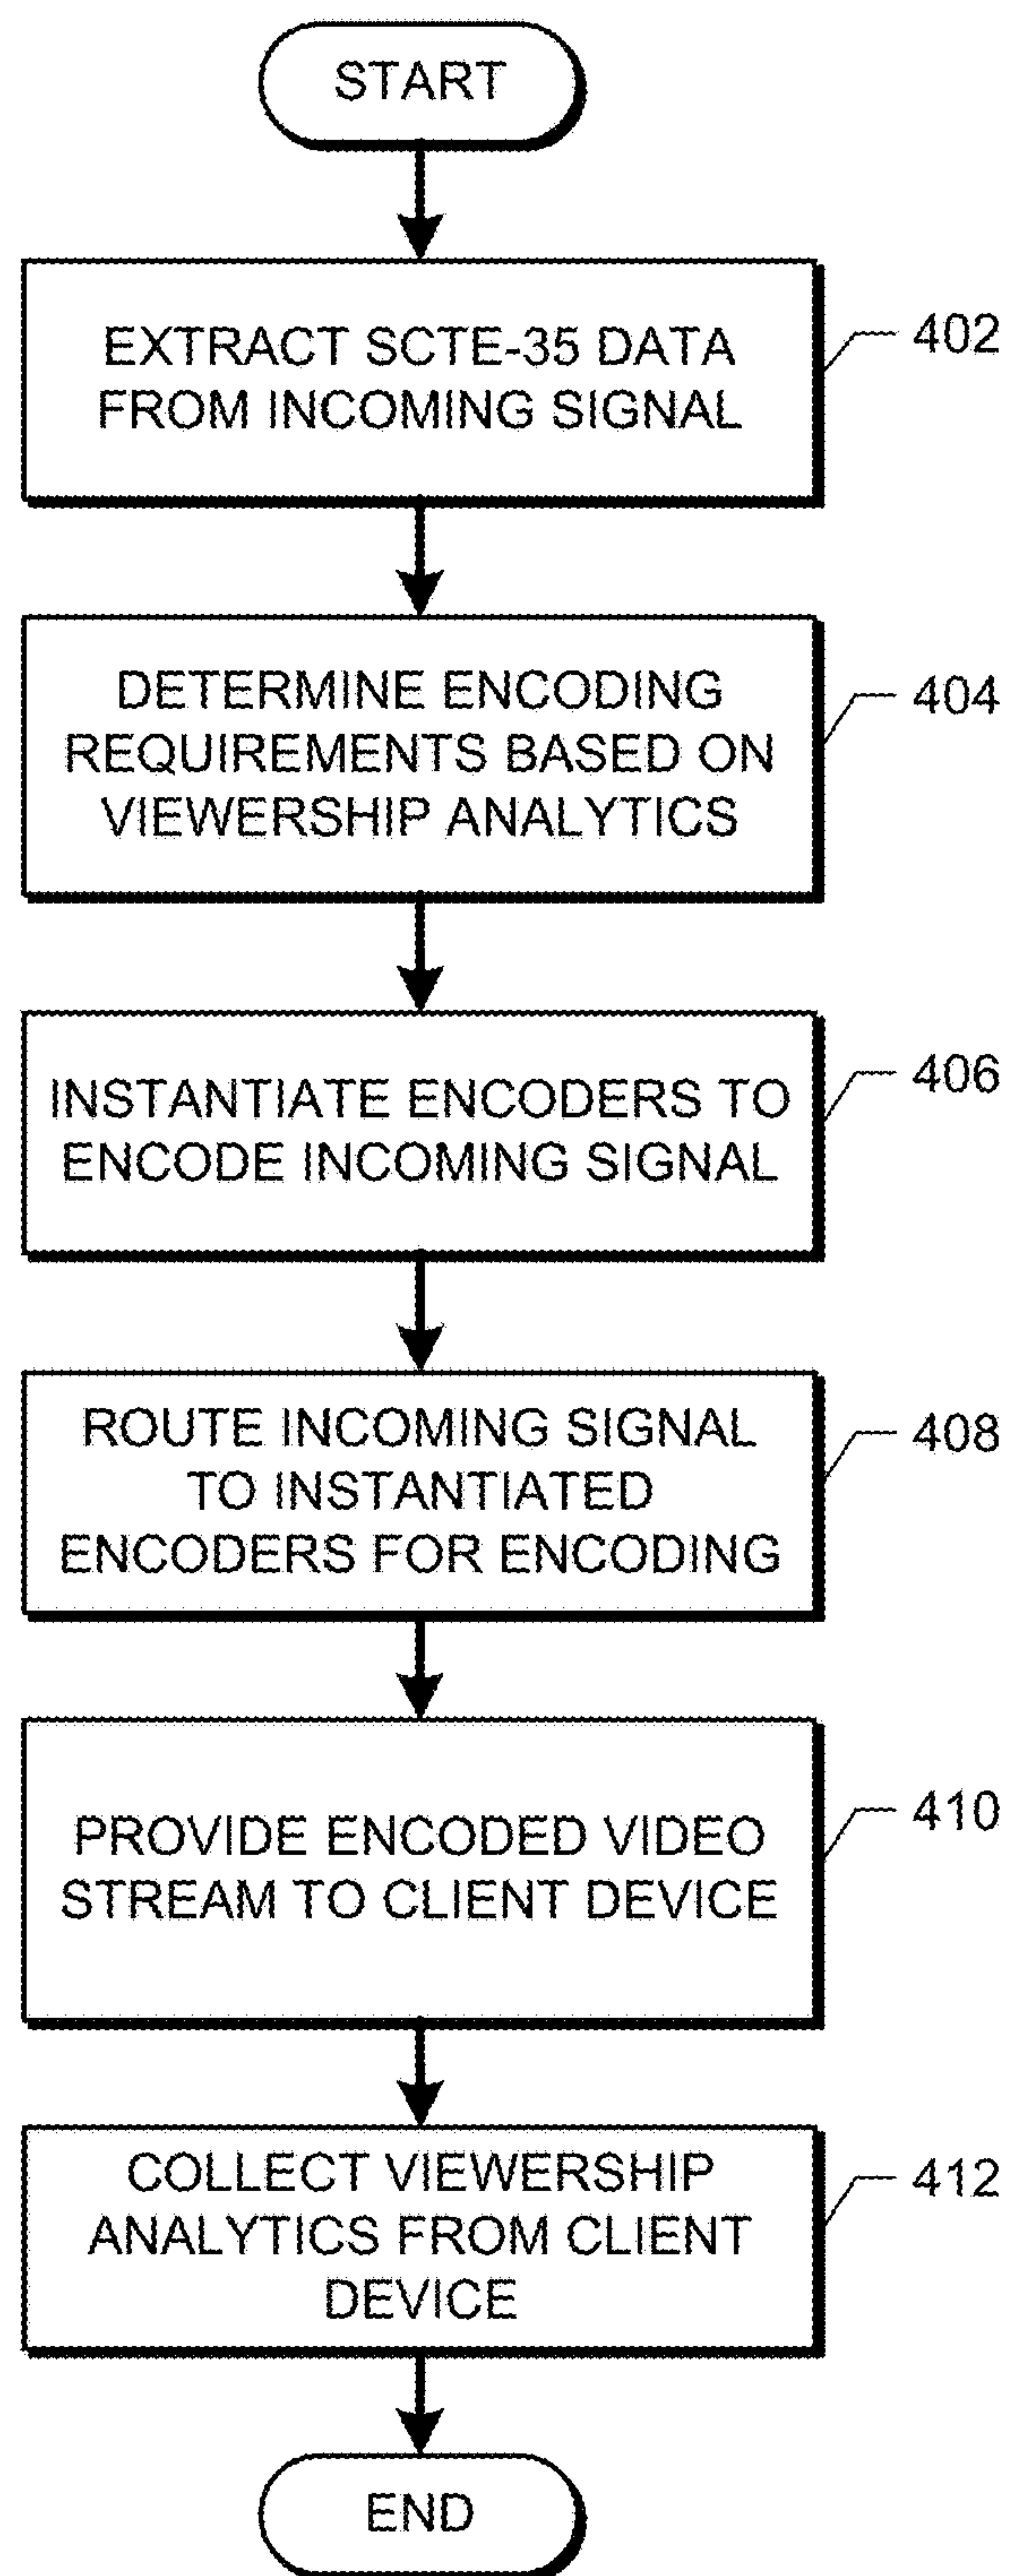 START
EXTRACT SCTE-35 DATA
FROM INCOMING SIGNAL
402
DETERMINE ENCODING
REQUIREMENTS BASED ON
VIEWERSHIP ANALYTICS
404
INSTANTIATE ENCODERS TO
ENCODE INCOMING SIGNAL
406
ROUTE INCOMING SIGNAL
TO INSTANTIATED
ENCODERS FOR ENCODING
408
PROVIDE ENCODED VIDEO
STREAM TO CLIENT DEVICE
410
COLLECT VIEWERSHIP
ANALYTICS FROM CLIENT
DEVICE
412
END